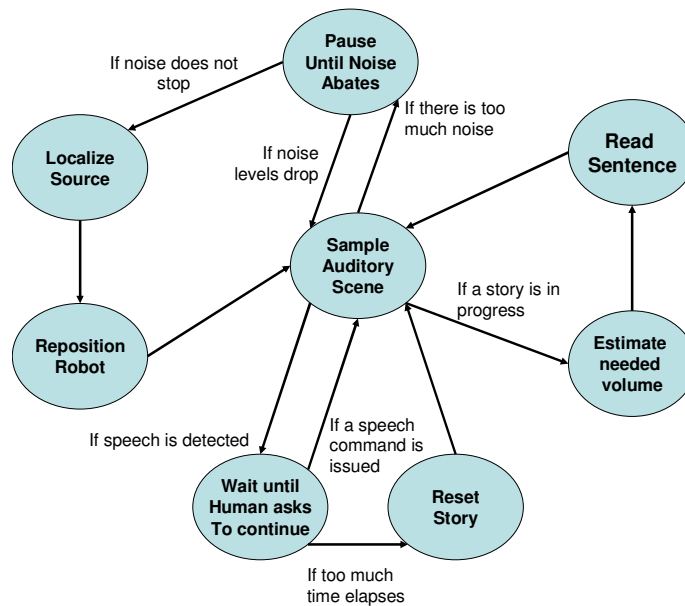 Pause
Until Noise
Abates
If noise does not
stop
If there is too
much noise
Localize
Source
If noise
levels drop
Read
Sentence
Sample
Auditory
Scene
If a story is in
progress
Reposition
Robot
Estimate
needed
volume
If speech is detected
If a speech
command is
issued
Wait until
Human asks
To continue
Reset
Story
If too much
time elapses